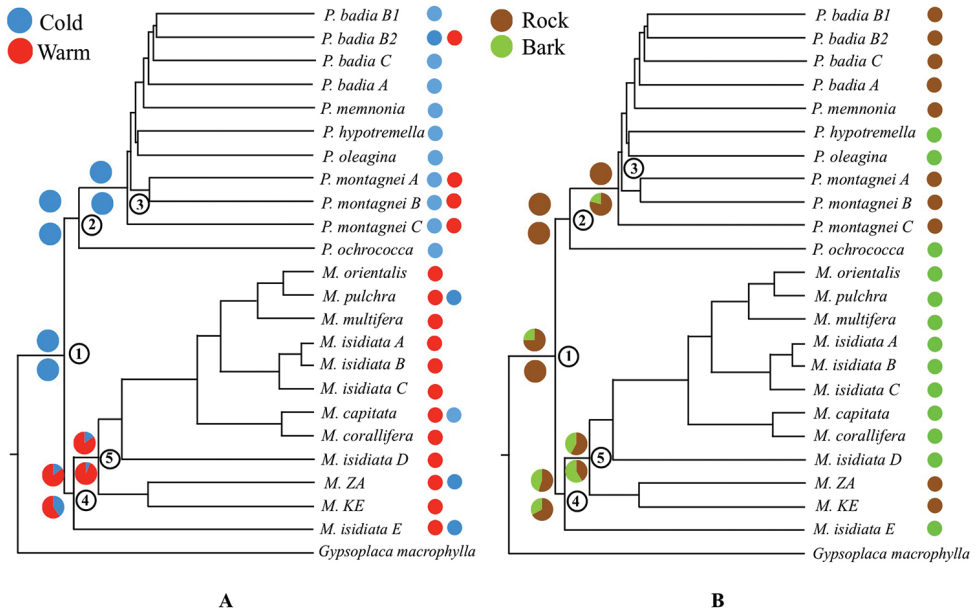 Cold
Warm
P. badia B1
P. badia B2
P. badia C
P. badia A
P. memnonia
P. hypotremella
P. oleagina
P. montagnei A
P. montagnei B
P. montagnei C
P. ochrococca
M. orientalis
M. pulchra
M. multifera
M. isidiata A
M. isidiata B
M. isidiata C
M. capitata
M. corallifera
M. isidiata D
M. ZA
M. KE
M. isidiata E
Gypsoplaca macrophylla
3
2
1
5
4
A
Rock
Bark
P. badia B1
P. badia B2
P. badia C
P. badia A
P. memnonia
P. hypotremella
P. oleagina
P. montagnei A
P. montagnei B
P. montagnei C
P. ochrococca
M. orientalis
M. pulchra
M. multifera
M. isidiata A
M. isidiata B
M. isidiata C
M. capitata
M. corallifera
M. isidiata D
M. ZA
M. KE
M. isidiata E
Gypsoplaca macrophylla
3
2
1
5
4
B